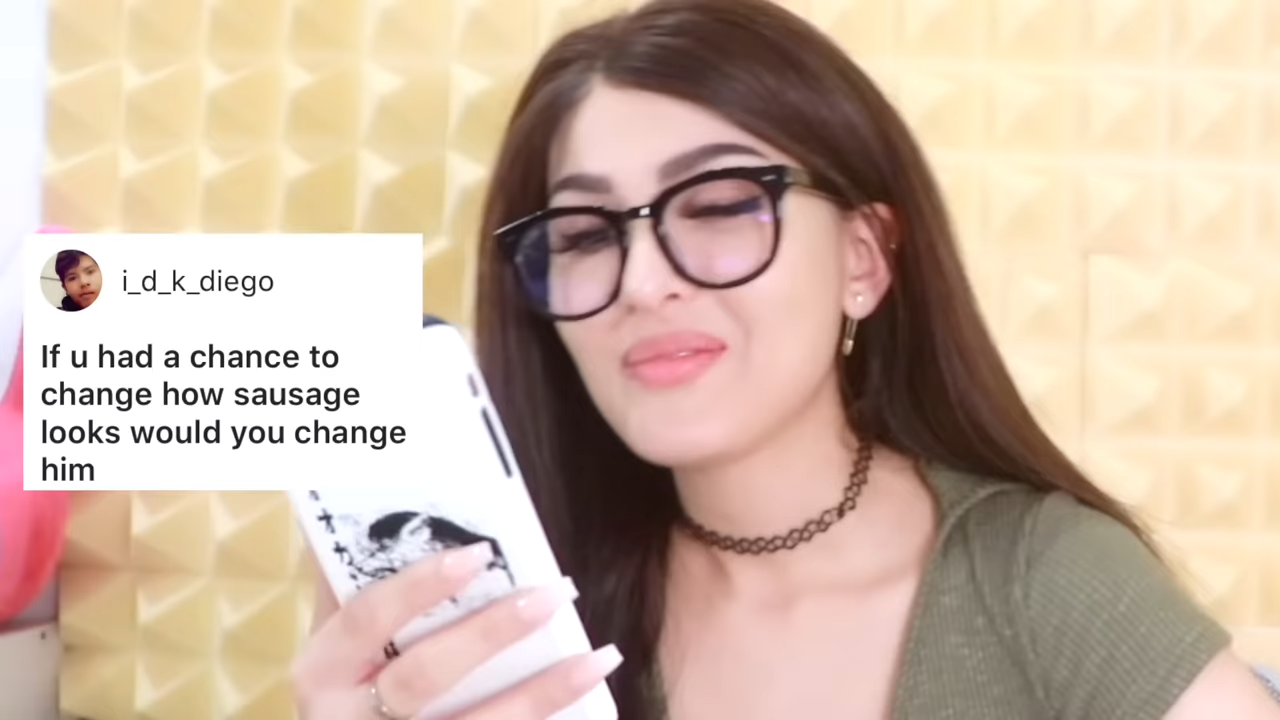 i_d_k_diego
If u had a chance to
change how sausage
looks would you change
him